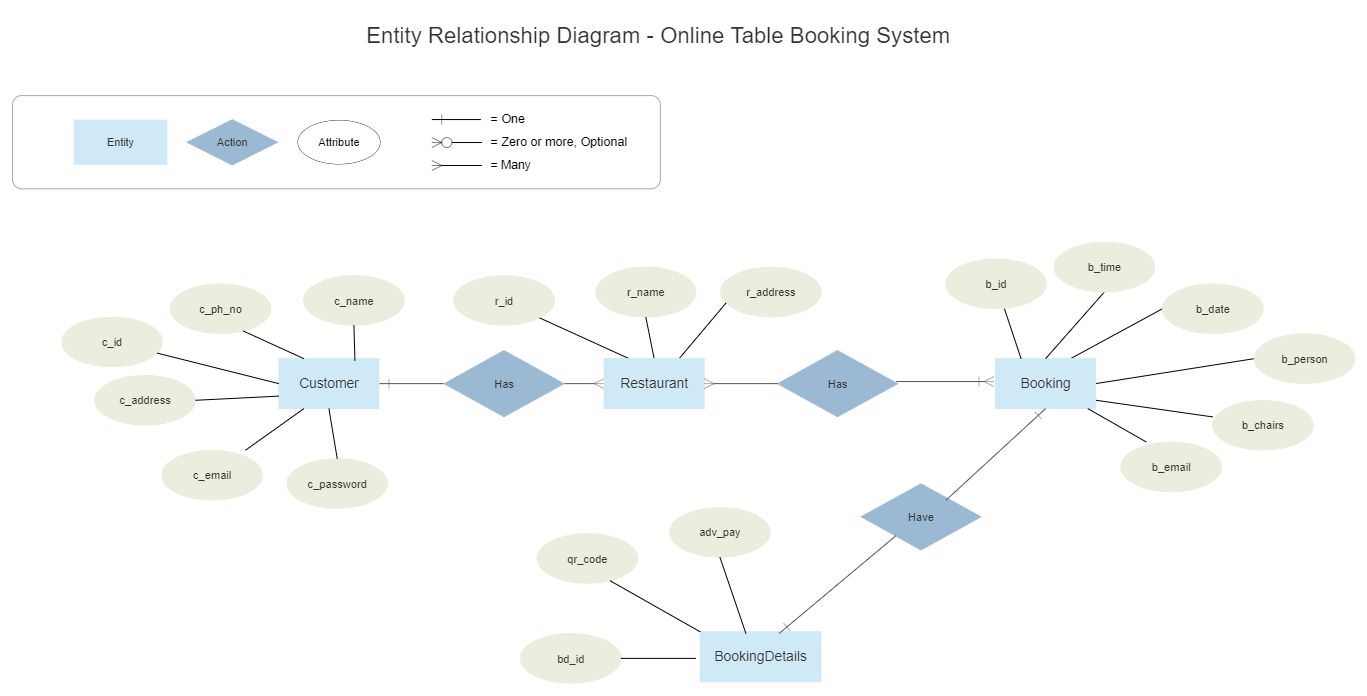 Entity Relationship Diagram - Online Table Booking System
Entity
Action
Attribute
= One
= Zero or more, Optional
= Many
c_id
c_ph_no
c_name
c_address
c_email
c_password
Customer
Has
r_id
r_name
r_address
Restaurant
Has
b_id
b_time
b_date
b_person
b_chairs
b_email
Booking
Have
adv_pay
qr_code
bd_id
BookingDetails